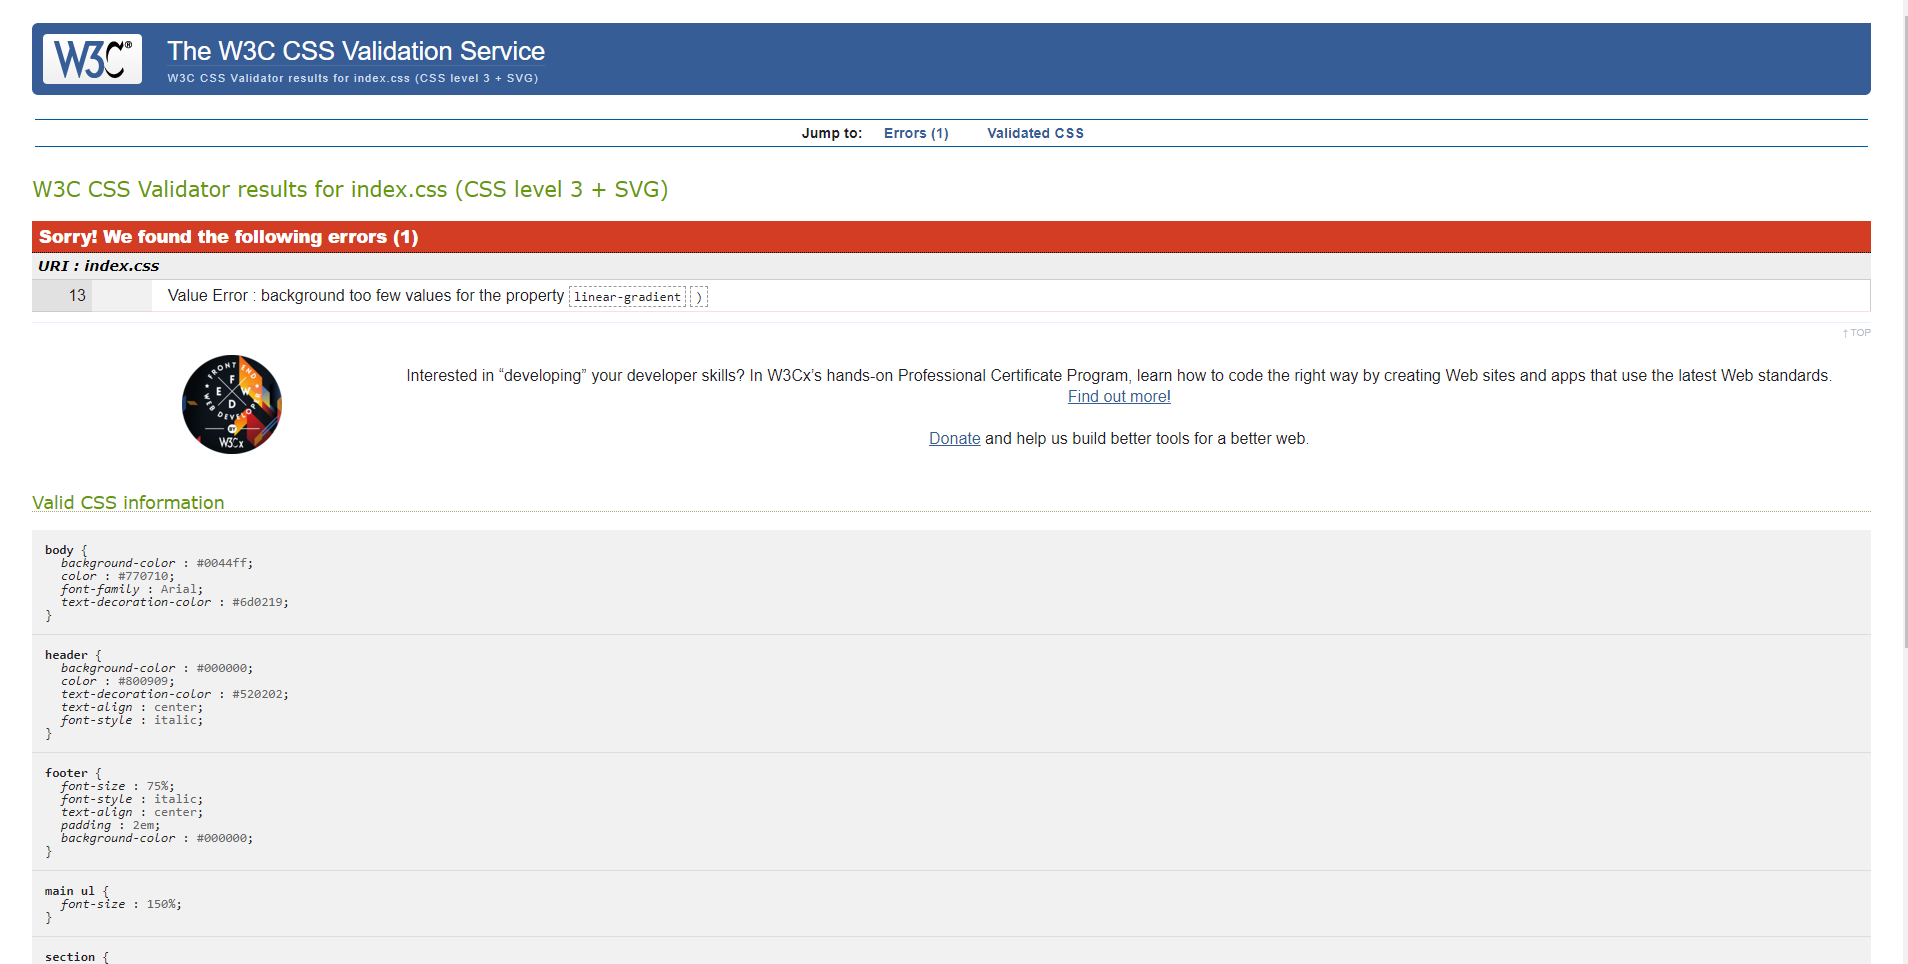 W3C®
The W3C CSS Validation Service
W3C CSS Validator results for index.css (CSS level 3 + SVG)
Jump to: Errors (1) Validated CSS
W3C CSS Validator results for index.css (CSS level 3 + SVG)
Sorry! We found the following errors (1)
URI : index.css
13 Value Error : background too few values for the property linear-gradient )
↑ TOP
FRONT END
F
E W
D
WEB DEVELOPER
BY
W3Cx
Interested in “developing” your developer skills? In W3Cx’s hands-on Professional Certificate Program, learn how to code the right way by creating Web sites and apps that use the latest Web standards.
Find out more!
Donate and help us build better tools for a better web.
Valid CSS information
body {
background-color : #0044ff;
color : #770710;
font-family : Arial;
text-decoration-color : #6d0219;
}
header {
background-color : #000000;
color : #800909;
text-decoration-color : #520202;
text-align : center;
font-style : italic;
}
footer {
font-size : 75%;
font-style : italic;
text-align : center;
padding : 2em;
background-color : #000000;
}
main ul {
font-size : 150%;
}
section {